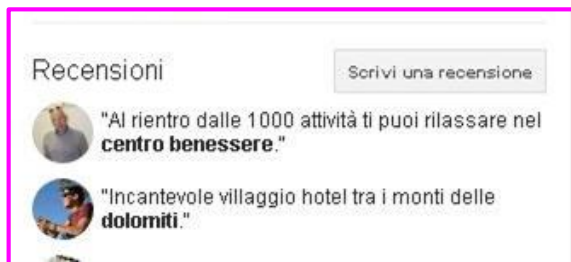 Recensioni
Scrivi una recensione
"Al rientro dalle 1000 attività ti puoi rilassare nel
centro benessere."
"Incantevole villaggio hotel tra i monti delle
dolomiti."